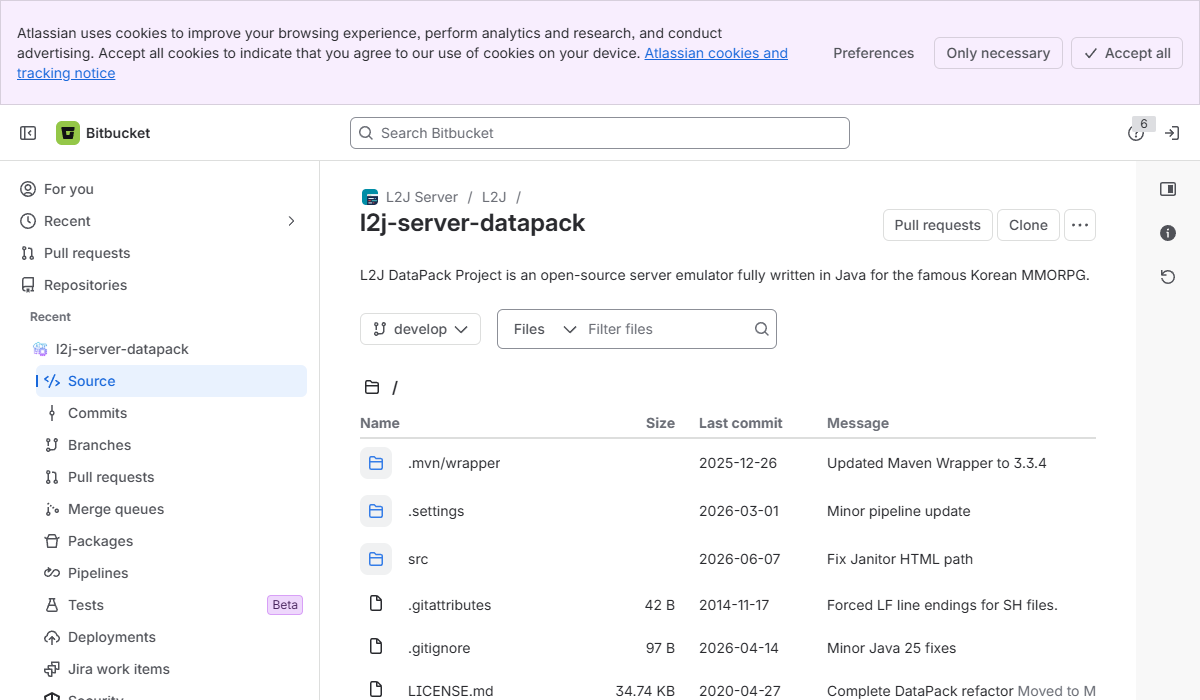 Atlassian uses cookies to improve your browsing experience, perform analytics and research, and conduct
advertising. Accept all cookies to indicate that you agree to our use of cookies on your device. Atlassian cookies and
tracking notice
Preferences
Only necessary
Accept all
Bitbucket
Search Bitbucket
6
For you
Recent
Pull requests
Repositories
Recent
l2j-server-datapack
Source
Commits
Branches
Pull requests
Merge queues
Packages
Pipelines
Tests Beta
Deployments
Jira work items
Security
L2J Server / L2J /
l2j-server-datapack
Pull requests
Clone
L2J DataPack Project is an open-source server emulator fully written in Java for the famous Korean MMORPG.
develop
Files
Filter files
/
Name Size Last commit Message
.mvn/wrapper 2025-12-26 Updated Maven Wrapper to 3.3.4
.settings 2026-03-01 Minor pipeline update
src 2026-06-07 Fix Janitor HTML path
.gitattributes 42 B 2014-11-17 Forced LF line endings for SH files.
.gitignore 97 B 2026-04-14 Minor Java 25 fixes
LICENSE.md 34.74 KB 2020-04-27 Complete DataPack refactor Moved to M